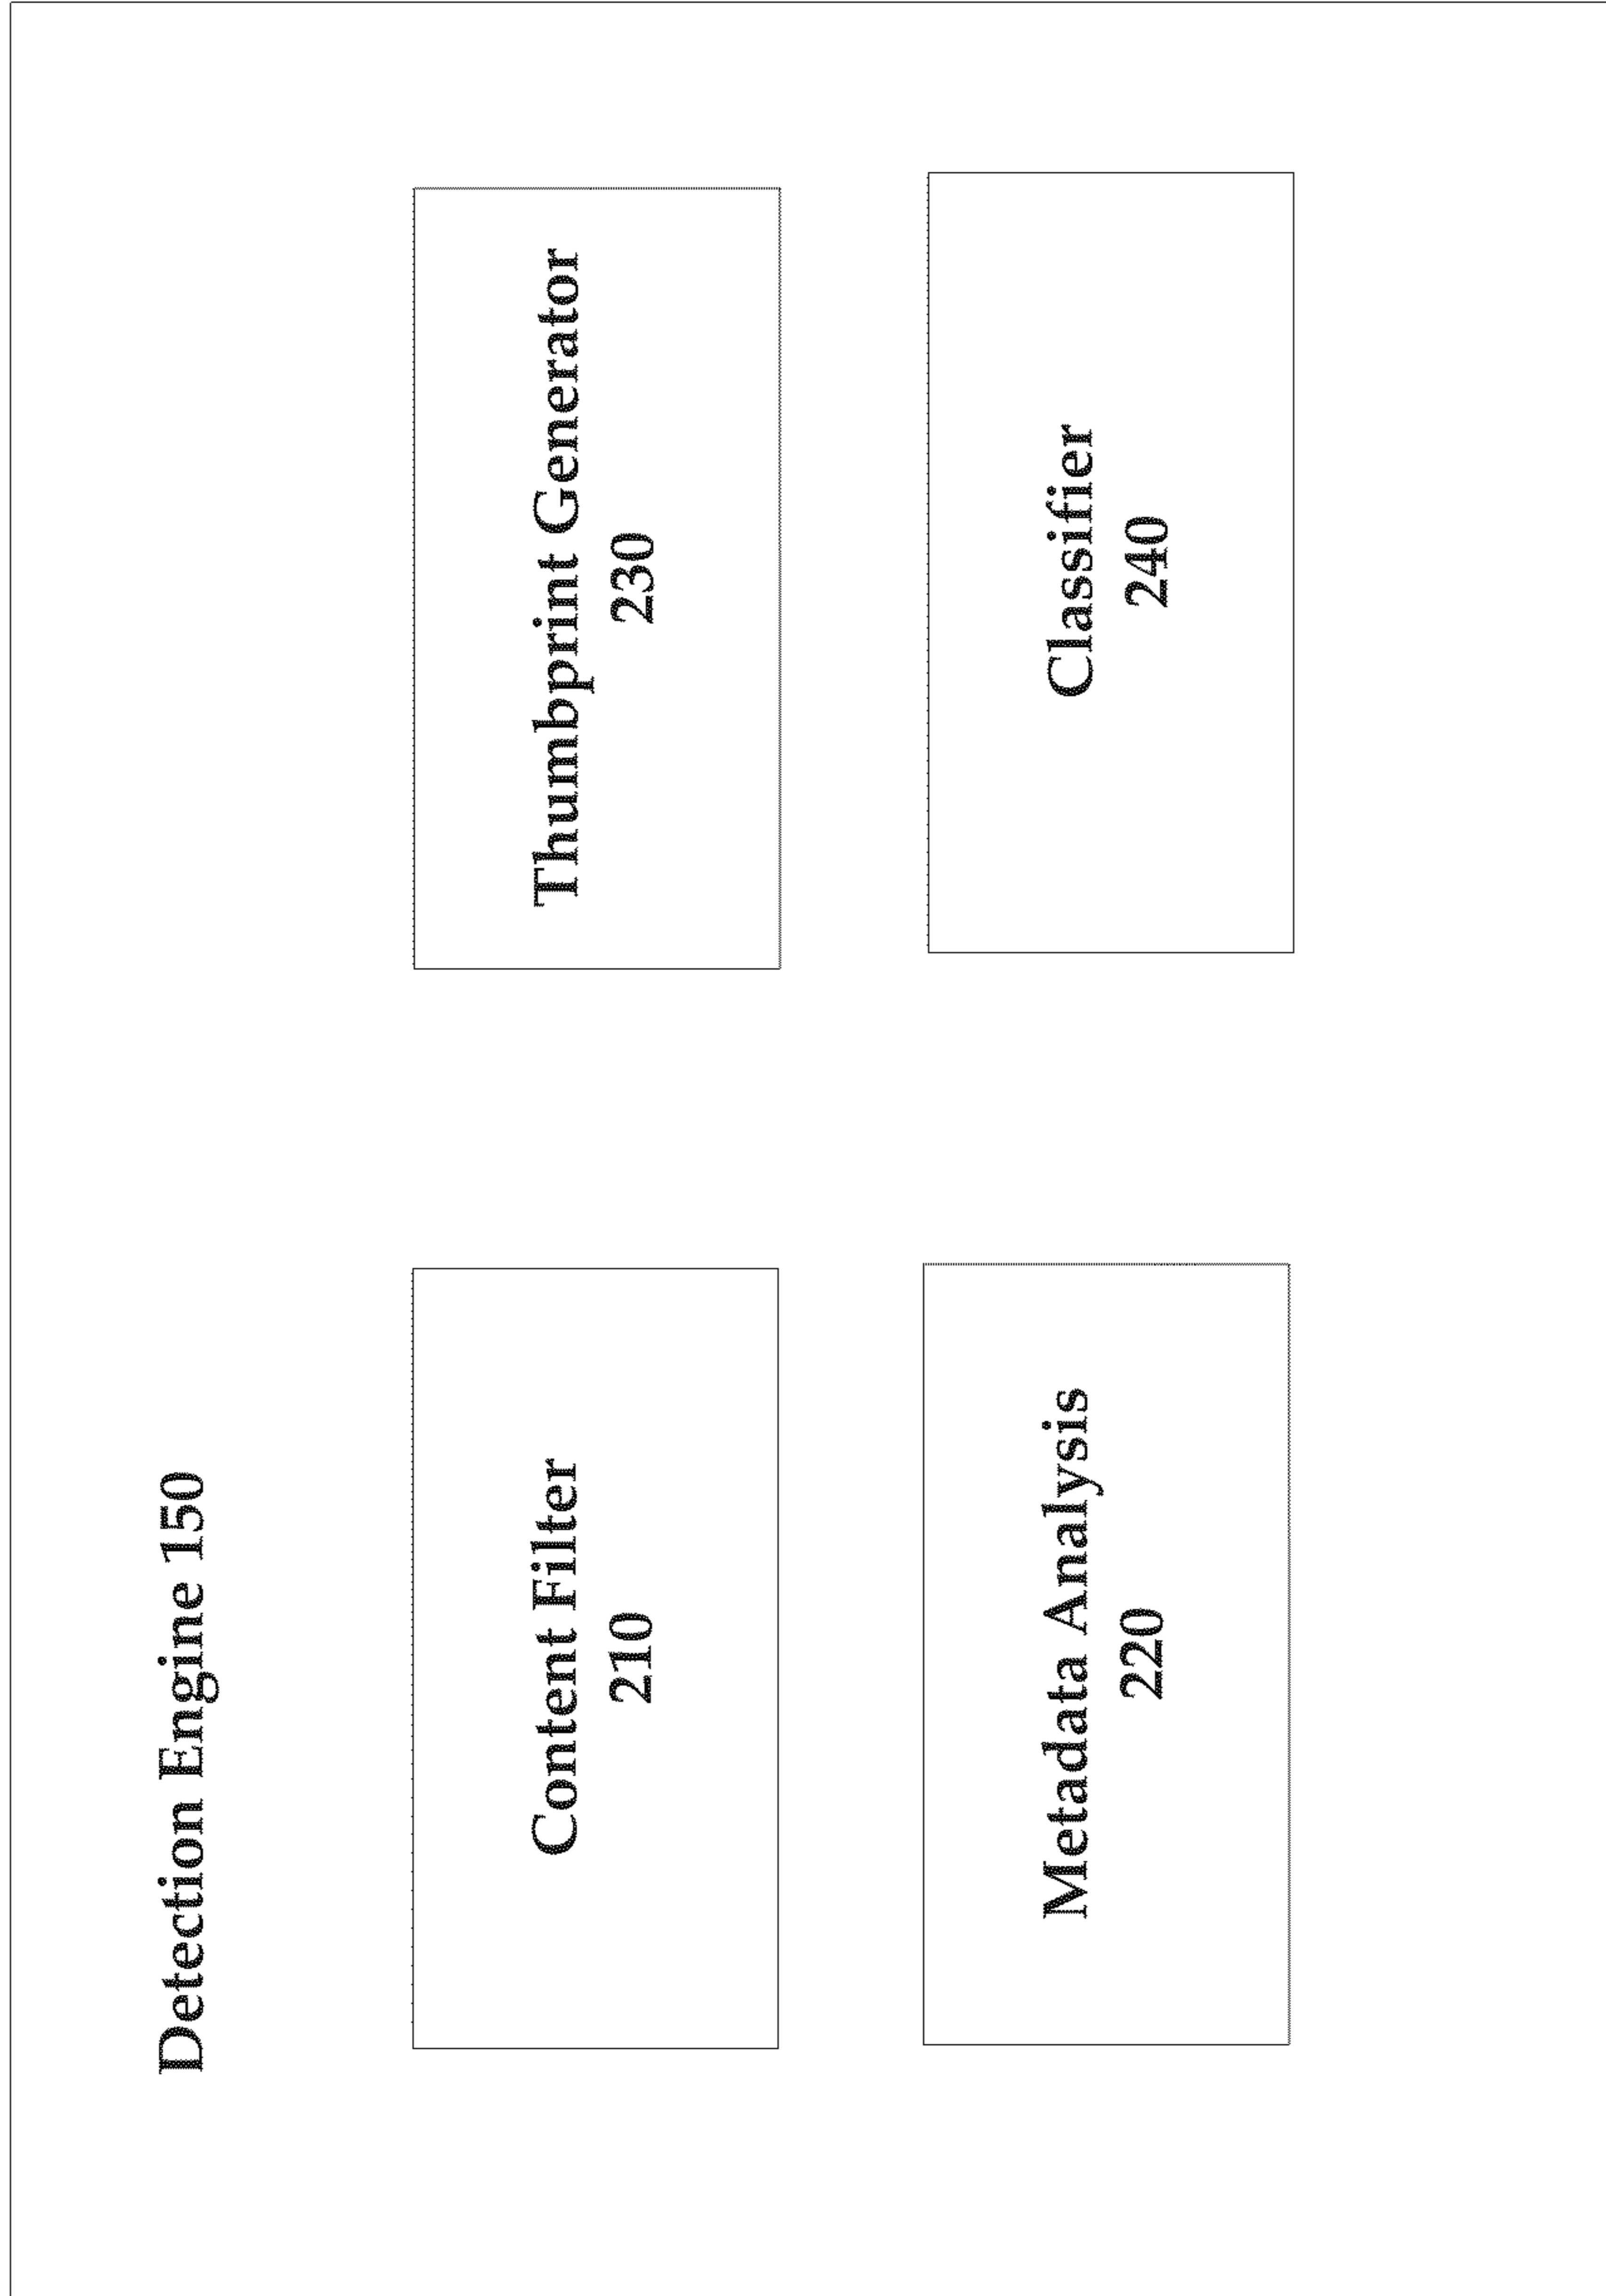 Detection Engine 150
Content Filter
210
Thumbprint Generator
230
Metadata Analysis
220
Classifier
240